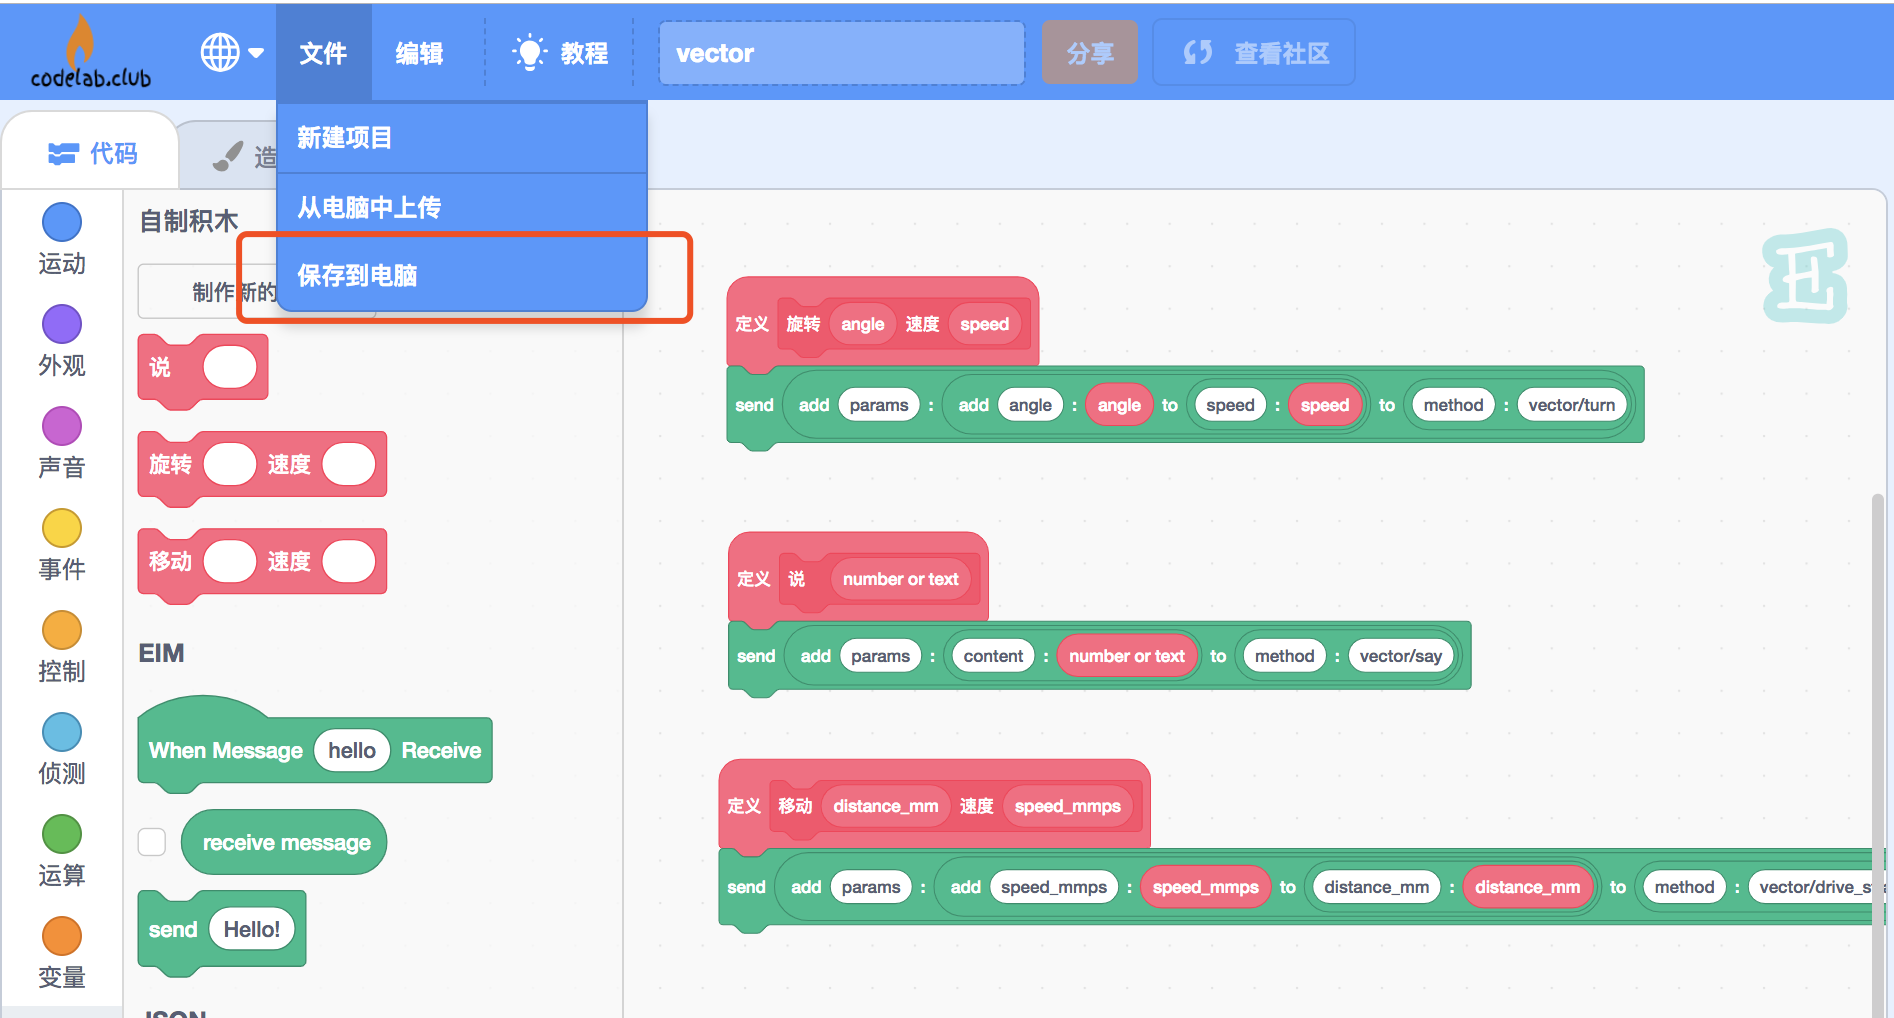 codelab.club
文件 编辑 教程 vector 分享 查看社区
新建项目
从电脑中上传
保存到电脑
代码 造
运动
外观
声音
事件
控制
侦测
运算
变量
自制积木
制作新的
说
旋转 速度
移动 速度
EIM
When Message hello Receive
receive message
send Hello!
JSON
定义 旋转 angle 速度 speed
send add params : add angle : angle to speed : speed to method : vector/turn
定义 说 number or text
send add params : content : number or text to method : vector/say
定义 移动 distance_mm 速度 speed_mmps
send add params : add speed_mmps : speed_mmps to distance_mm : distance_mm to method :